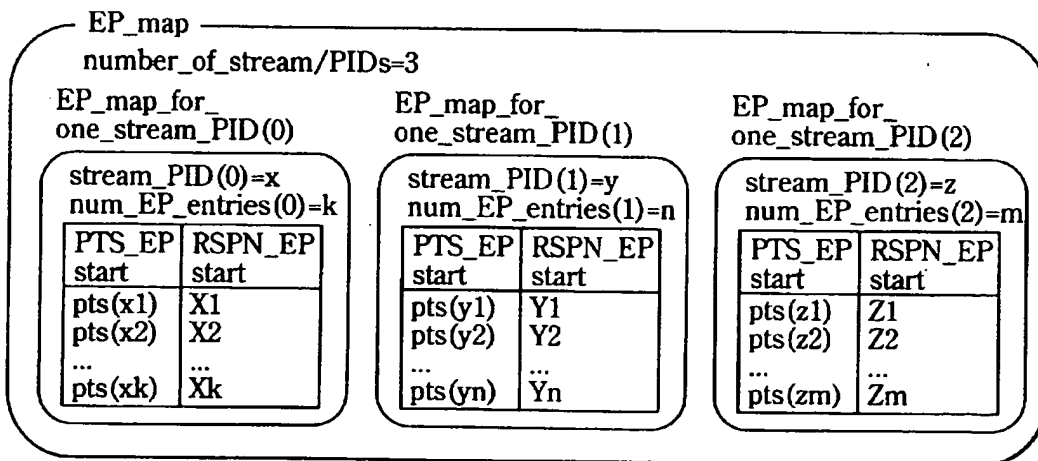 EP_map
number_of_stream/PIDs=3
EP_map_for_
one_stream_PID(0)
stream_PID(0)=x
num_EP_entries(0)=k
PTS_EP RSPN_EP
start start
pts(x1) X1
pts(x2) X2
... ...
pts(xk) Xk
EP_map_for_
one_stream_PID(1)
stream_PID(1)=y
num_EP_entries(1)=n
PTS_EP RSPN_EP
start start
pts(y1) Y1
pts(y2) Y2
... ...
pts(yn) Yn
EP_map_for_
one_stream_PID(2)
stream_PID(2)=z
num_EP_entries(2)=m
PTS_EP RSPN_EP
start start
pts(z1) Z1
pts(z2) Z2
... ...
pts(zm) Zm